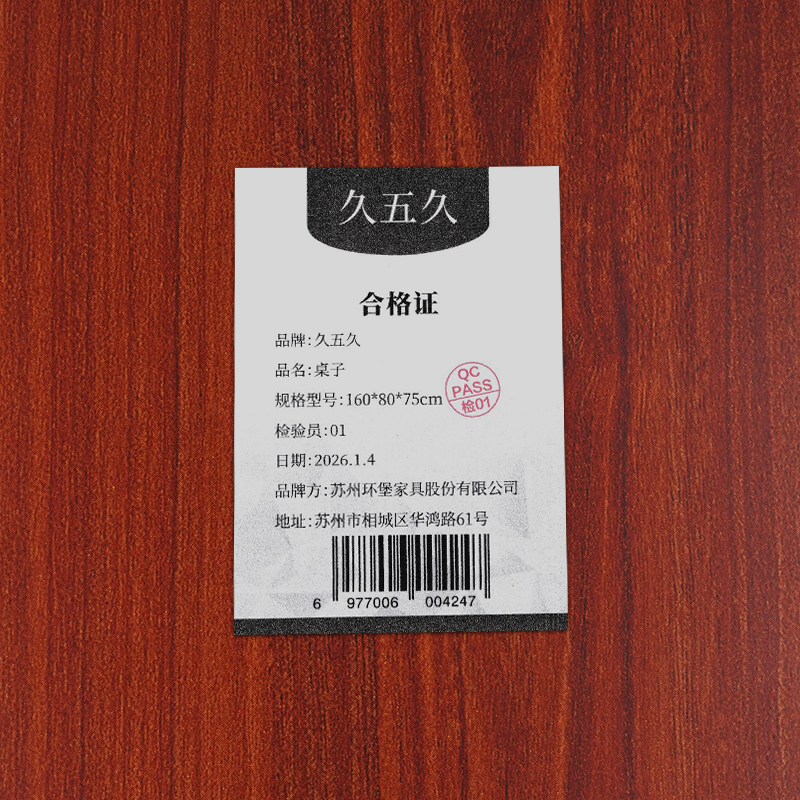 久五久
合格证
品牌:久五久
品名:桌子
规格型号:160*80*75cm
QC
PASS
检01
检验员:01
日期:2026.1.4
品牌方:苏州环堡家具股份有限公司
地址:苏州市相城区华鸿路61号
6 977006 004247